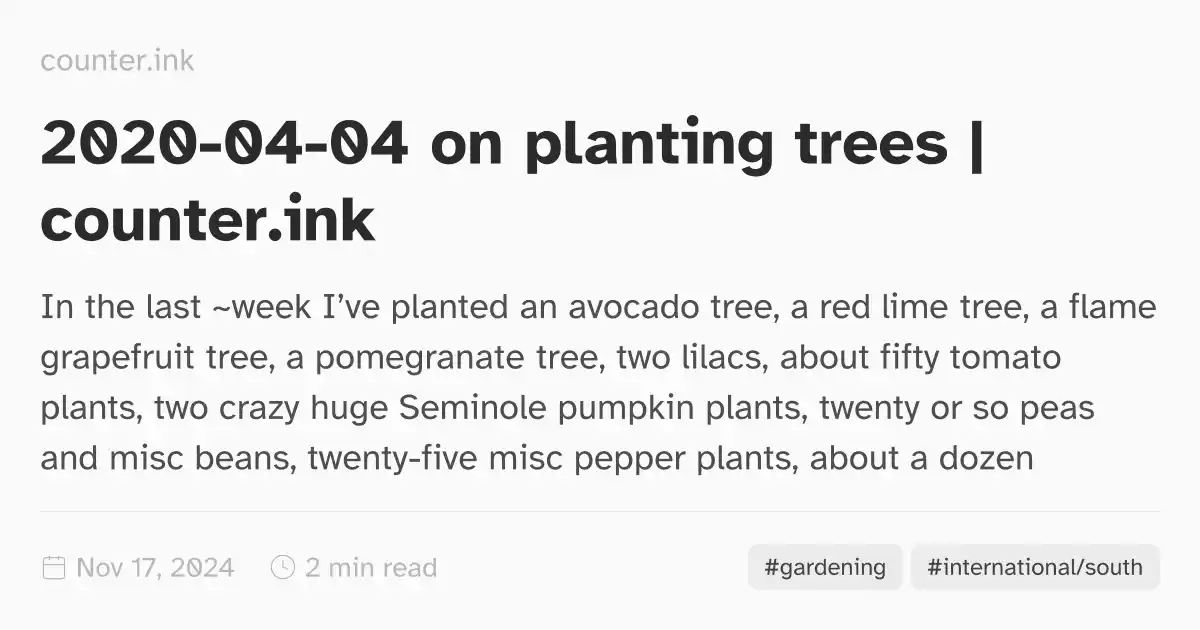 counter.ink
2020-04-04 on planting trees |
counter.ink
In the last ~week I’ve planted an avocado tree, a red lime tree, a flame
grapefruit tree, a pomegranate tree, two lilacs, about fifty tomato
plants, two crazy huge Seminole pumpkin plants, twenty or so peas
and misc beans, twenty-five misc pepper plants, about a dozen
Nov 17, 2024 2 min read #gardening #international/south